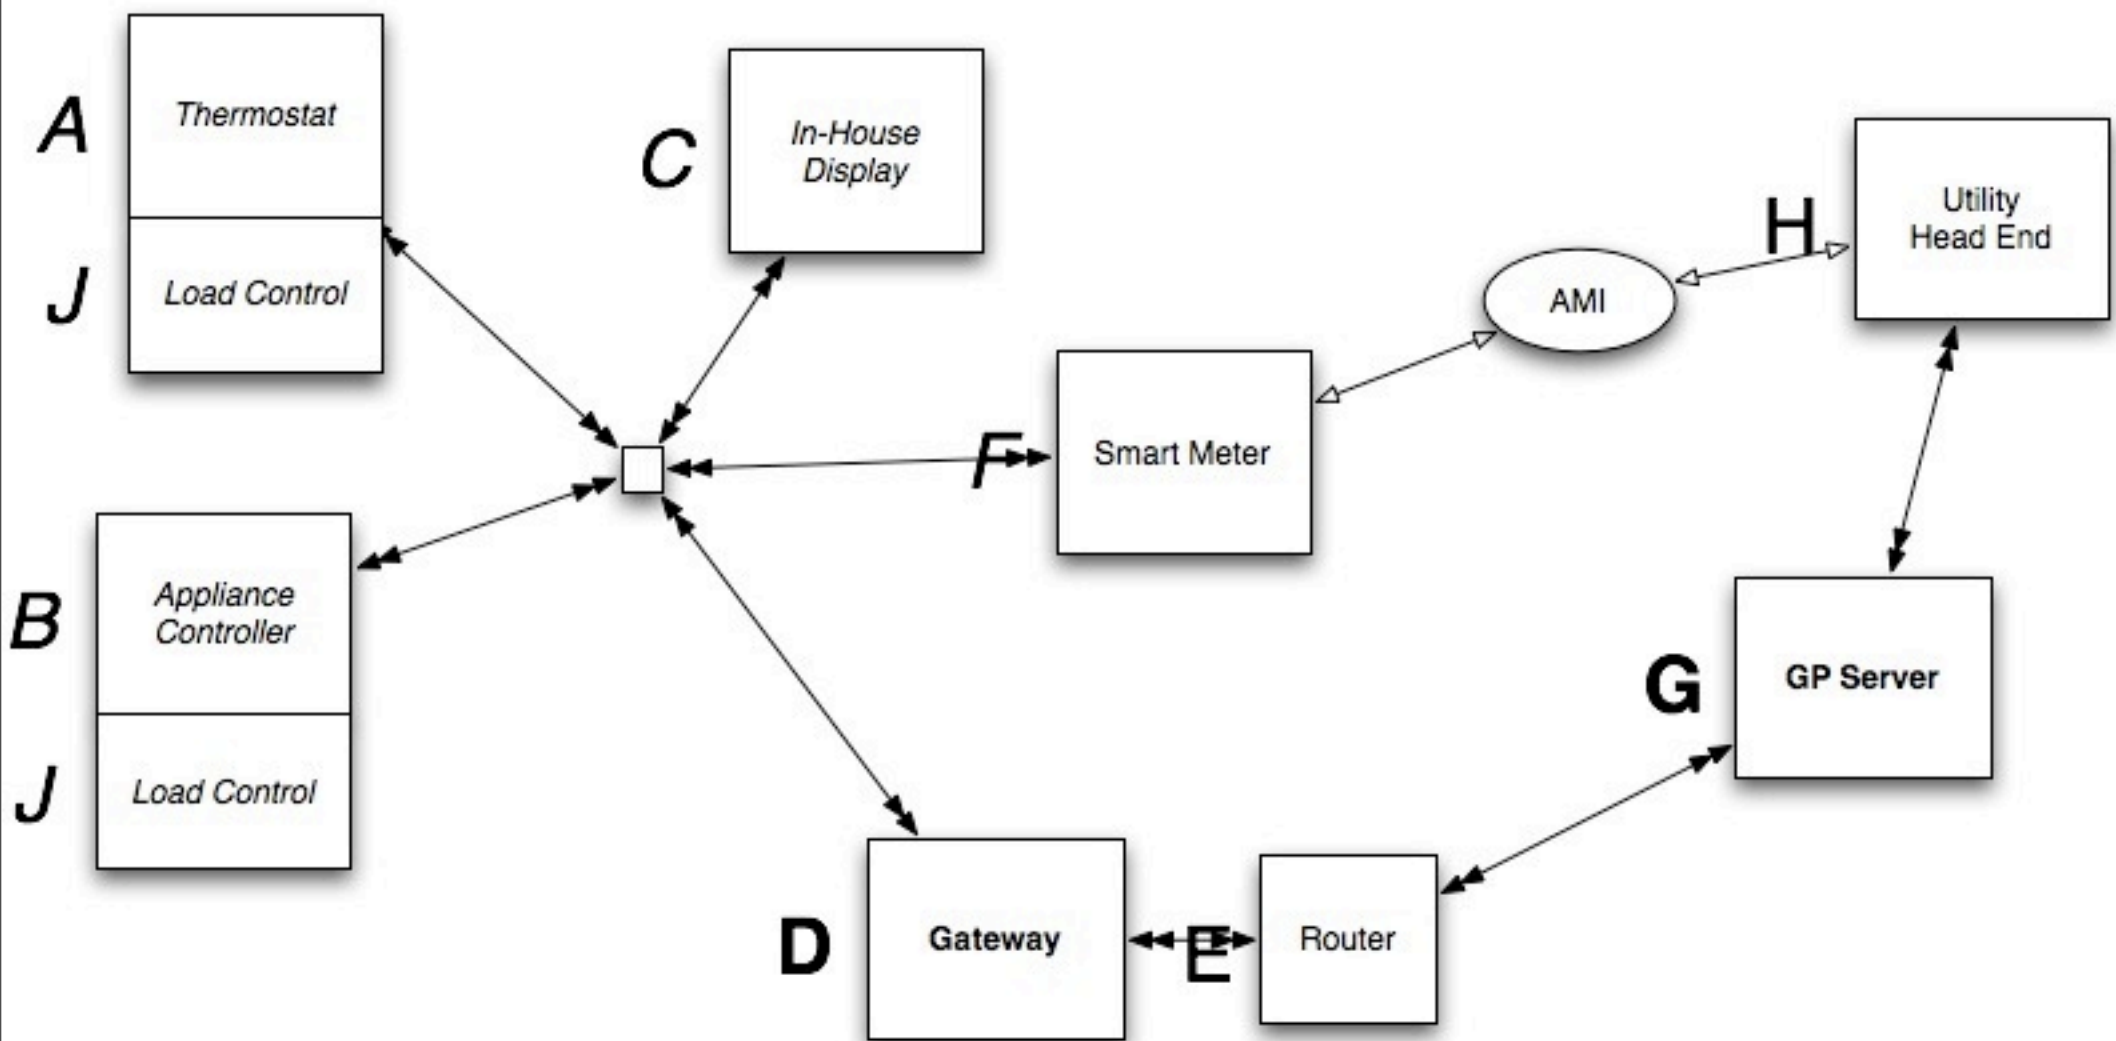 A
Thermostat
J
Load Control
C
In-House
Display
H
Utility
Head End
AMI
F
Smart Meter
B
Appliance
Controller
J
Load Control
G
GP Server
D
Gateway
E
Router